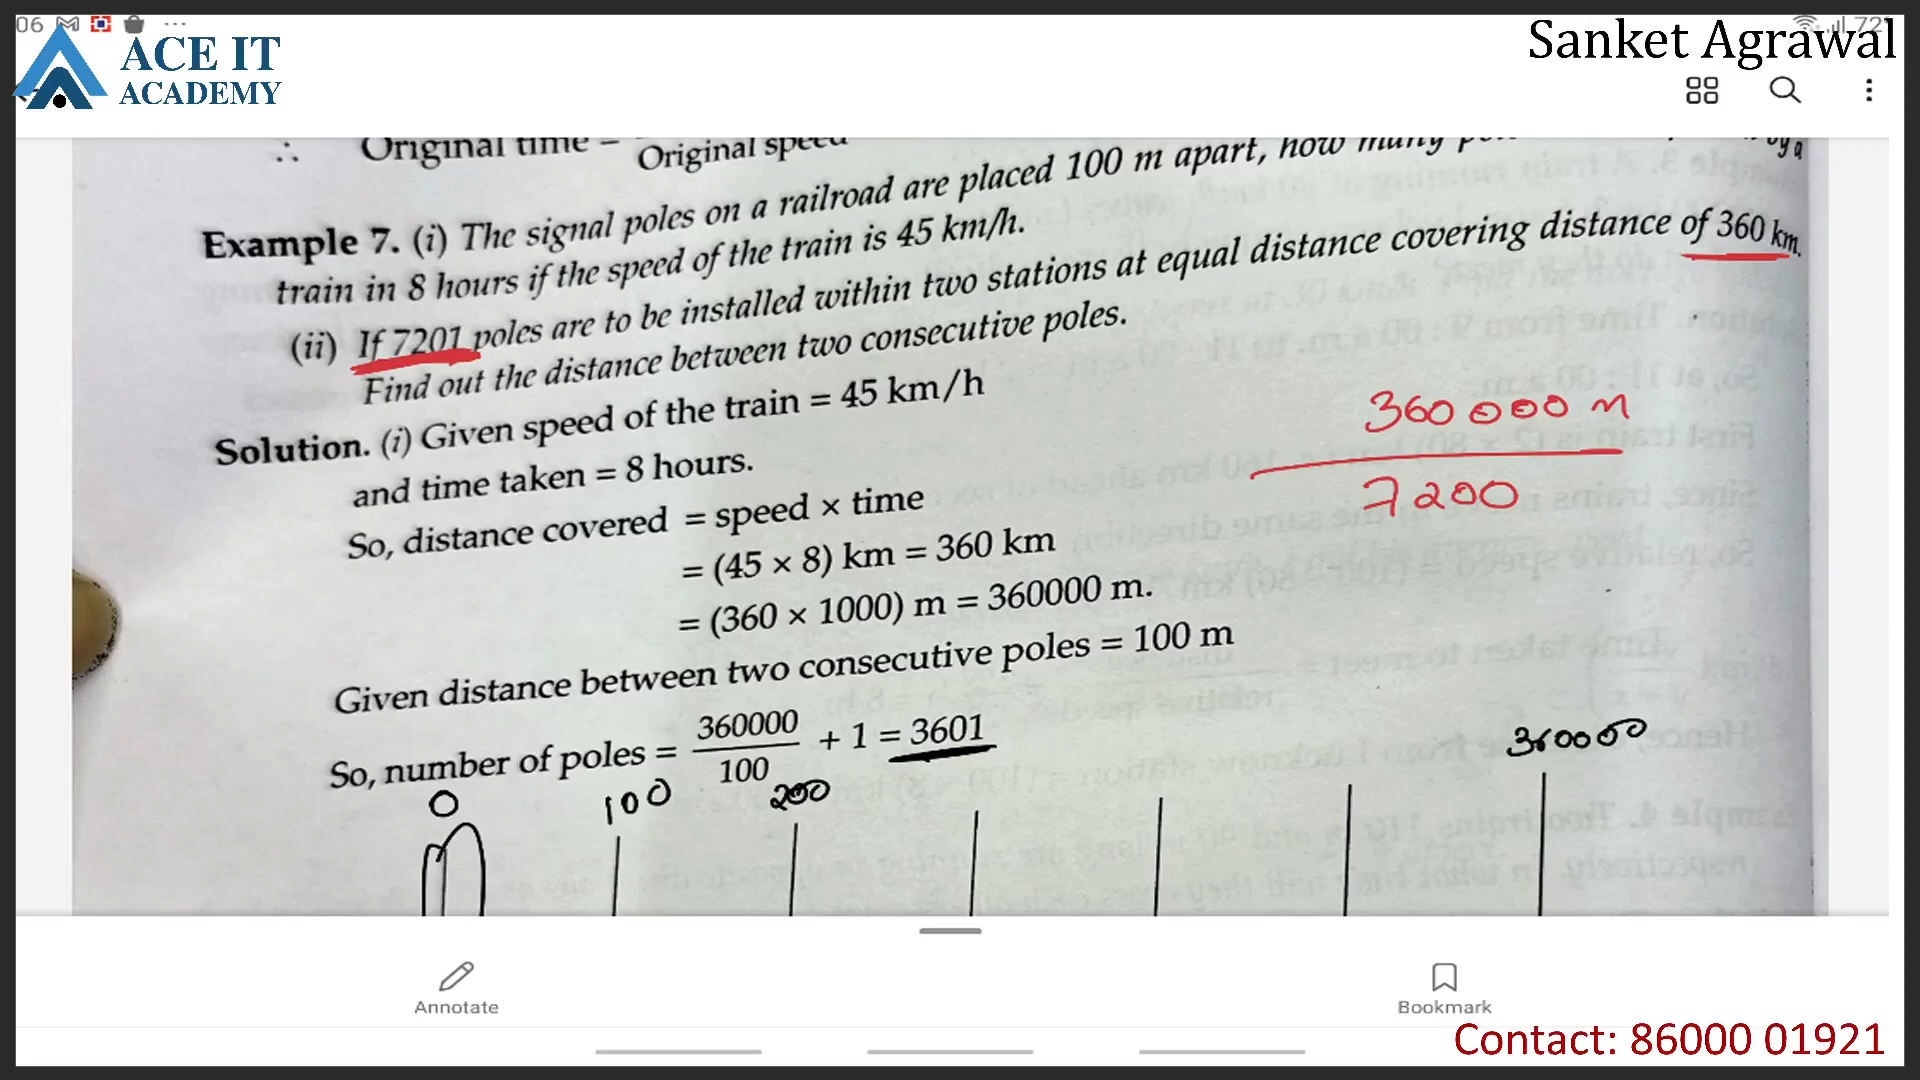 06
72
ACE IT
ACADEMY
Sanket Agrawal
∴ Original time =
Original speed
Example 7. (i) The signal poles on a railroad are placed 100 m apart, how many
by a
train in 8 hours if the speed of the train is 45 km/h.
(ii) If 7201 poles are to be installed within two stations at equal distance covering distance of 360 km.
Find out the distance between two consecutive poles.
Solution. (i) Given speed of the train = 45 km/h
and time taken = 8 hours.
So, distance covered = speed × time
= (45 × 8) km = 360 km
= (360 × 1000) m = 360000 m.
360000 m
7200
Given distance between two consecutive poles = 100 m
So, number of poles = 360000/100 + 1 = 3601
0 100 200 360000
Annotate
Bookmark
Contact: 86000 01921